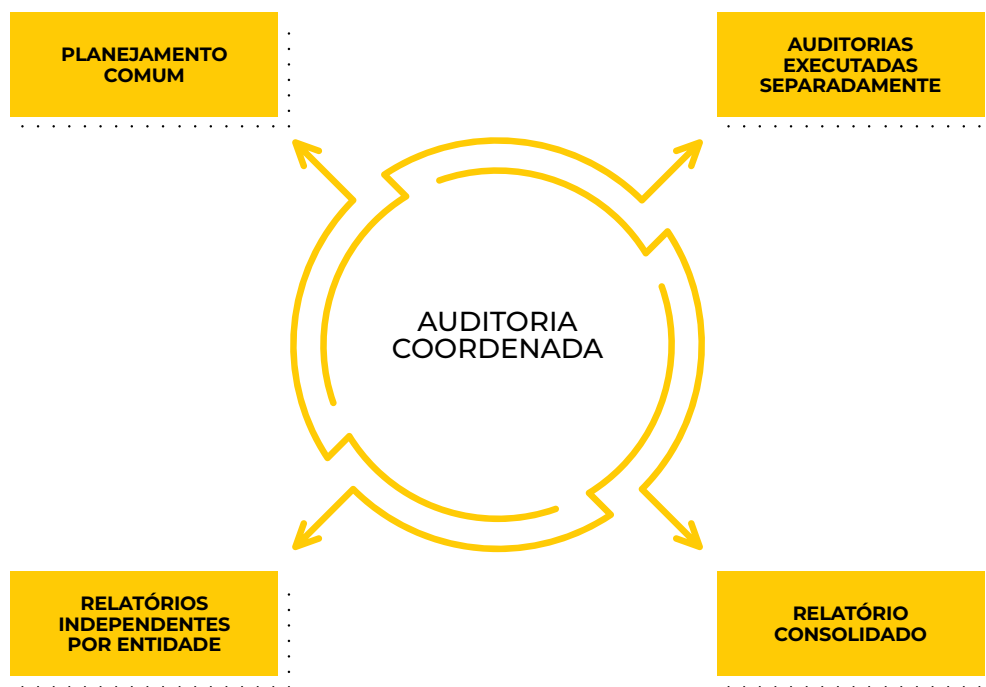 PLANEJAMENTO
COMUM
AUDITORIAS
EXECUTADAS
SEPARADAMENTE
AUDITORIA
COORDENADA
RELATÓRIOS
INDEPENDENTES
POR ENTIDADE
RELATÓRIO
CONSOLIDADO